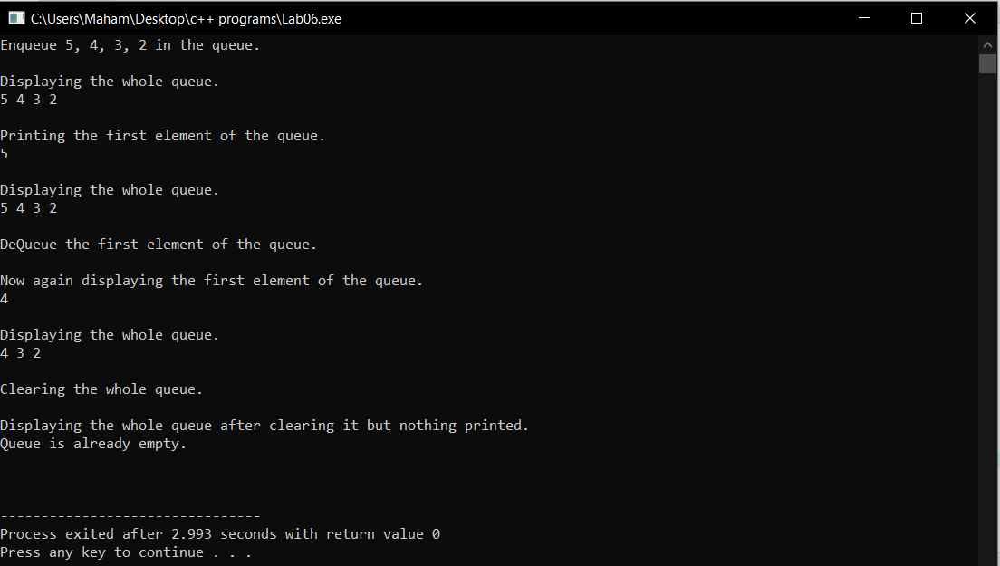 C:\Users\Maham\Desktop\c++ programs\Lab06.exe
Enqueue 5, 4, 3, 2 in the queue.
Displaying the whole queue.
5 4 3 2
Printing the first element of the queue.
5
Displaying the whole queue.
5 4 3 2
DeQueue the first element of the queue.
Now again displaying the first element of the queue.
4
Displaying the whole queue.
4 3 2
Clearing the whole queue.
Displaying the whole queue after clearing it but nothing printed.
Queue is already empty.
--------------------------------
Process exited after 2.993 seconds with return value 0
Press any key to continue . . .